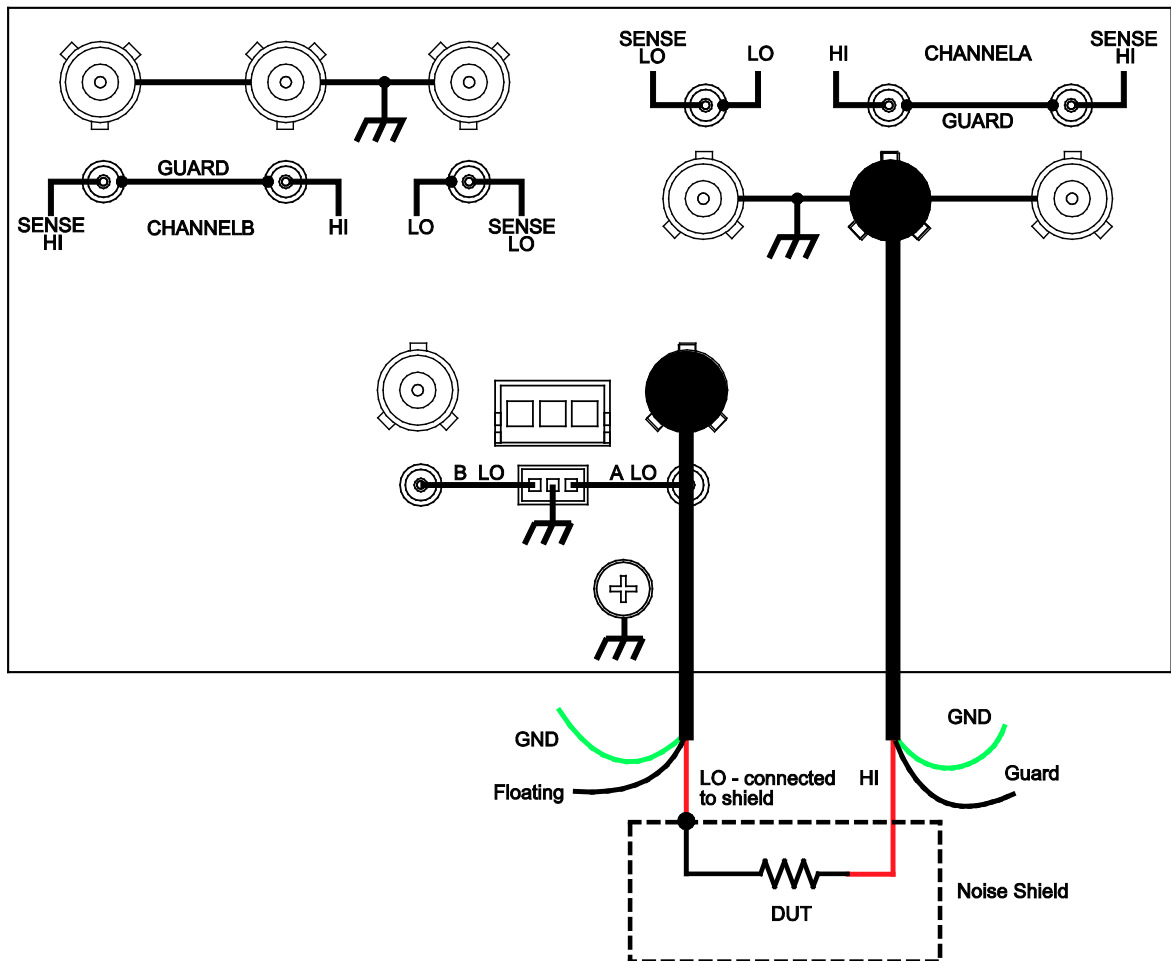 SENSE
LO
LO
HI
CHANNELA
SENSE
HI
GUARD
GUARD
SENSE
HI
CHANNELB
HI
LO
SENSE
LO
B LO
A LO
GND
Floating
LO - connected
to shield
HI
GND
Guard
DUT
Noise Shield